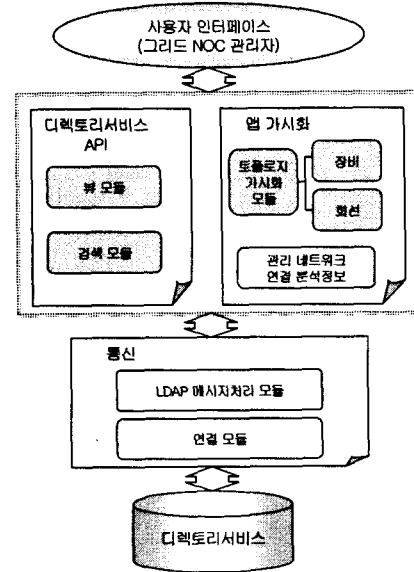 사용자 인터페이스
(그리드 NOC 관리자)
디렉토리서비스
API
뷰 모듈
검색 모듈
맵 가시화
토폴로지
가시화
모듈
장비
회선
관리 네트워크
연결 분석정보
통신
LDAP 메시지처리 모듈
연결 모듈
디렉토리서비스